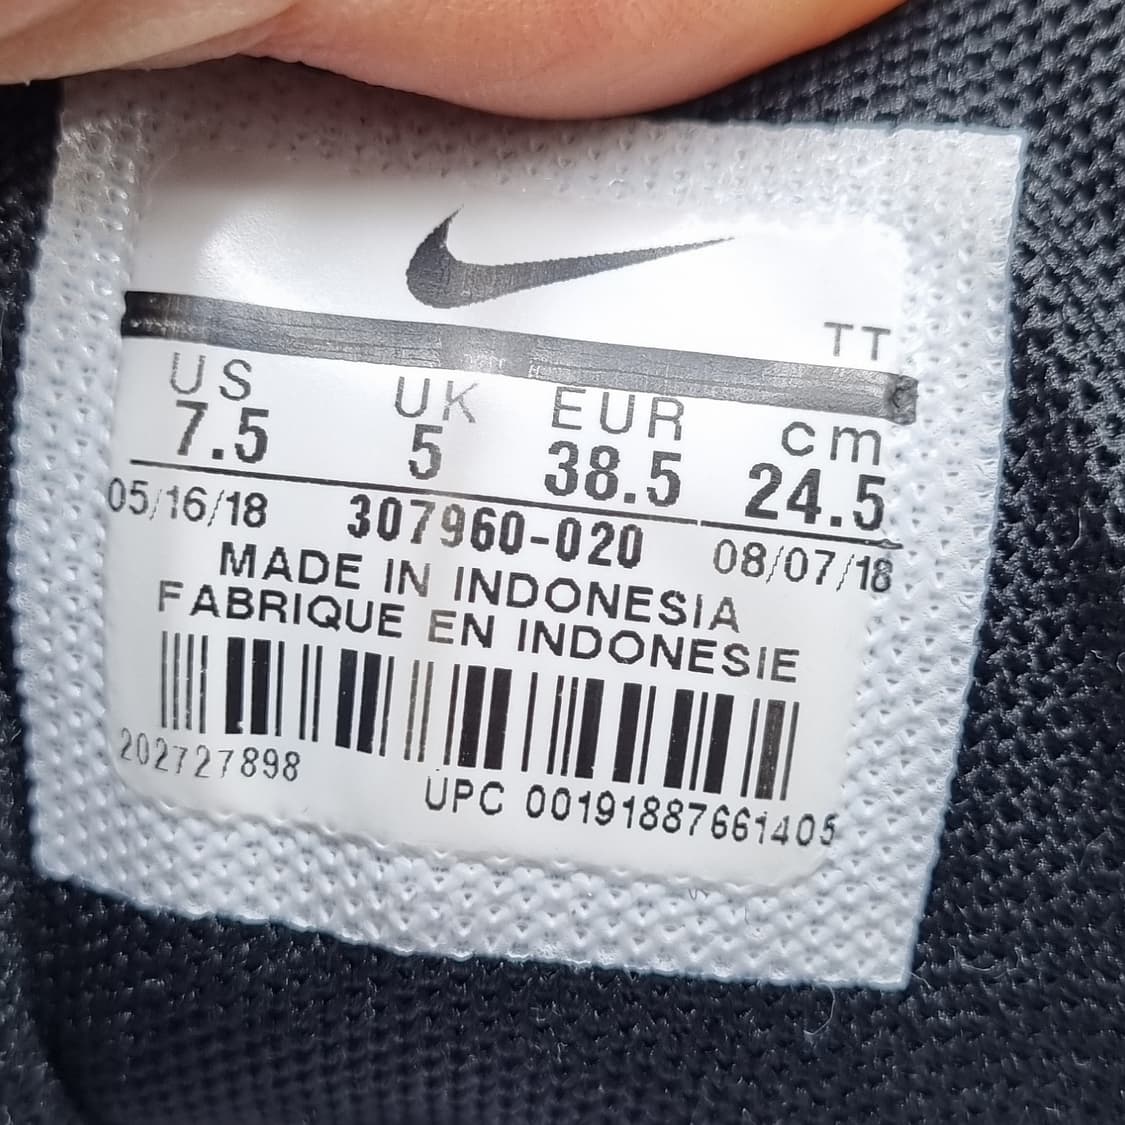 TT
US UK EUR cm
7.5 5 38.5 24.5
05/16/18 307960-020 08/07/18
MADE IN INDONESIA
FABRIQUE EN INDONESIE
202727898
UPC 00191887661405